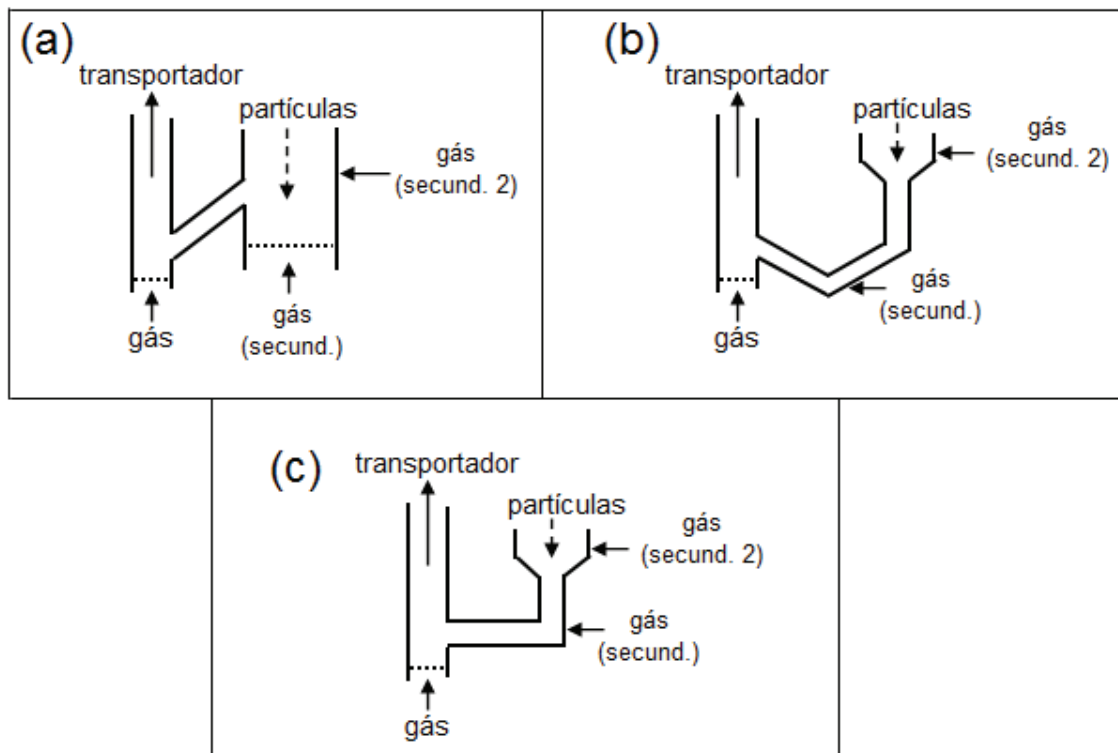 (a)
transportador
partículas
gás
(secund. 2)
gás
(secund.)
gás
(b)
transportador
partículas
gás
(secund. 2)
gás
(secund.)
gás
(c)
transportador
partículas
gás
(secund. 2)
gás
(secund.)
gás